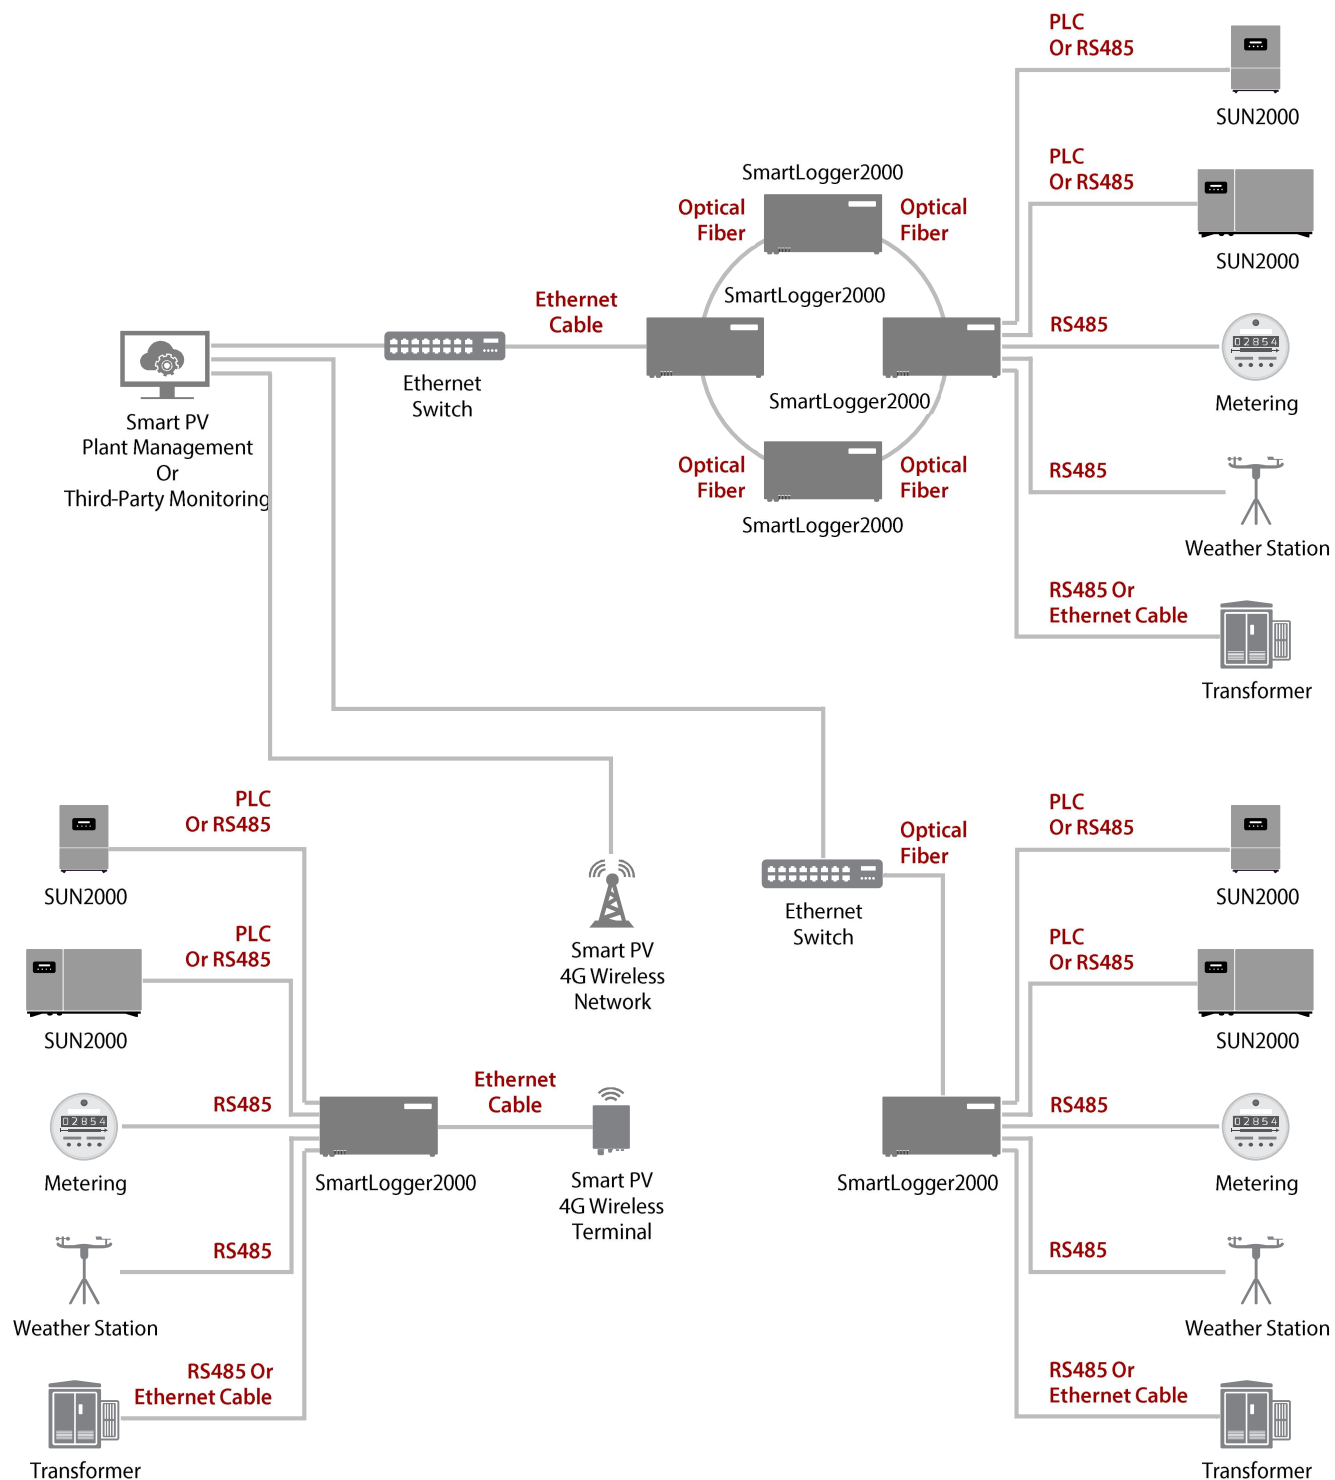 PLC
Or RS485
SUN2000
PLC
Or RS485
SUN2000
SmartLogger2000
Optical
Fiber
Optical
Fiber
SmartLogger2000
Ethernet
Cable
RS485
02854
Metering
Ethernet
Switch
SmartLogger2000
Smart PV
Plant Management
Or
Third-Party Monitoring
Optical
Fiber
Optical
Fiber
SmartLogger2000
RS485
Weather Station
RS485 Or
Ethernet Cable
Transformer
PLC
Or RS485
SUN2000
PLC
Or RS485
SUN2000
RS485
02854
Metering
SmartLogger2000
Ethernet
Cable
Smart PV
4G Wireless
Network
Smart PV
4G Wireless
Terminal
RS485
Weather Station
RS485 Or
Ethernet Cable
Transformer
Ethernet
Switch
Optical
Fiber
PLC
Or RS485
SUN2000
PLC
Or RS485
SUN2000
RS485
02854
Metering
SmartLogger2000
RS485
Weather Station
RS485 Or
Ethernet Cable
Transformer